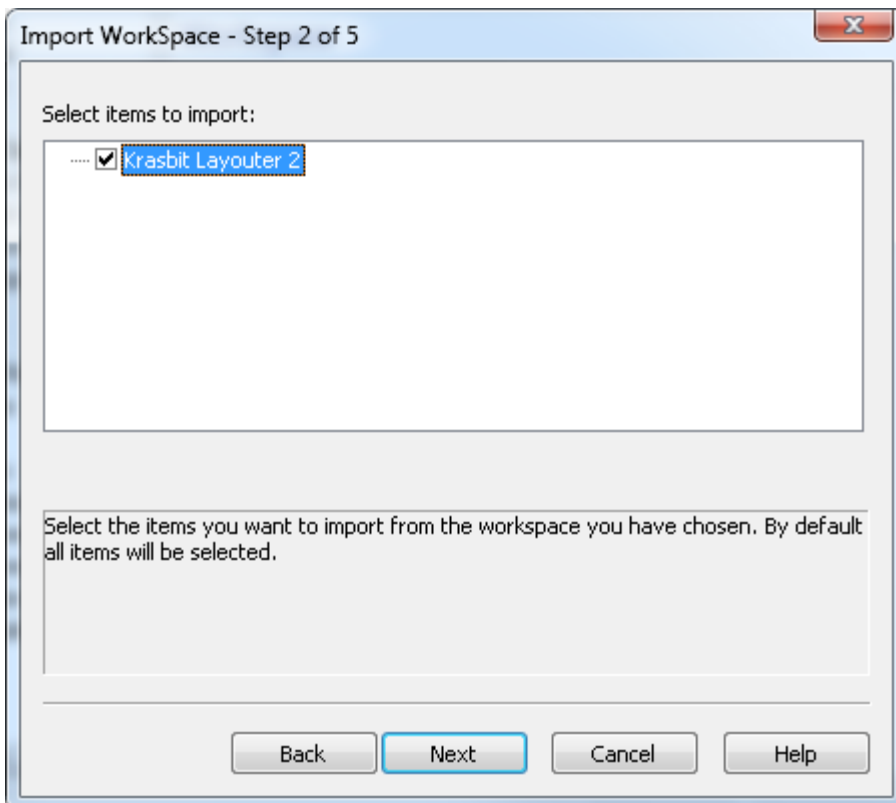 Import WorkSpace - Step 2 of 5
Select items to import:
Krasbit Layouter 2
Select the items you want to import from the workspace you have chosen. By default
all items will be selected.
Back Next Cancel Help